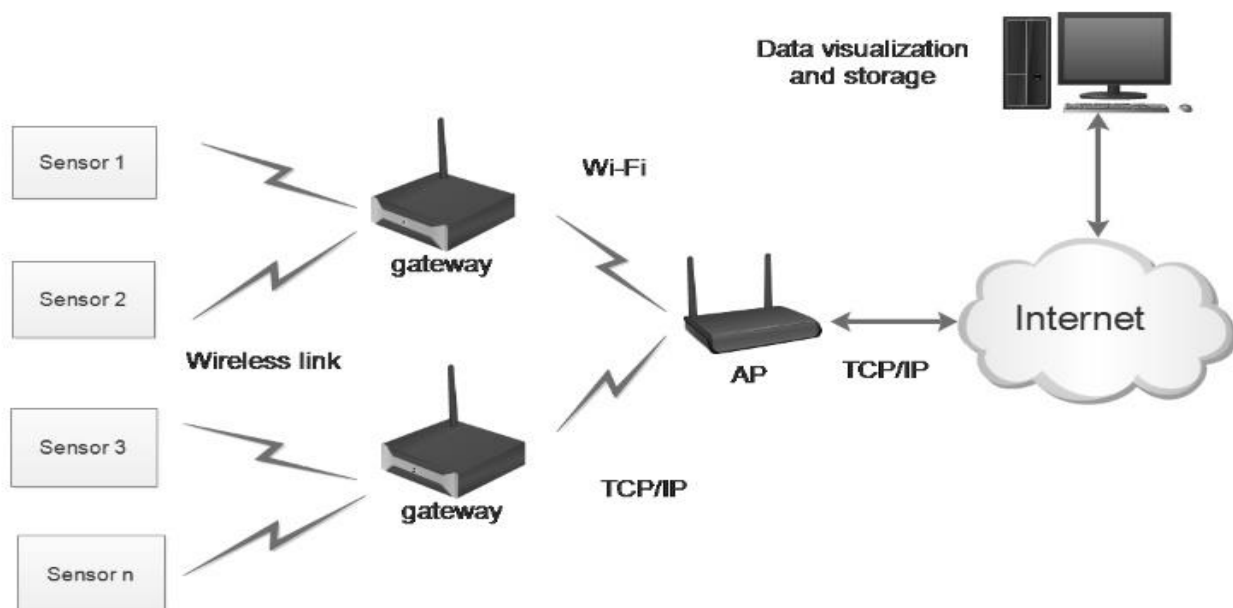 Data visualization
and storage
Sensor 1
Wi-Fi
gateway
Sensor 2
Internet
Wireless link
AP
TCP/IP
Sensor 3
TCP/IP
gateway
Sensor n